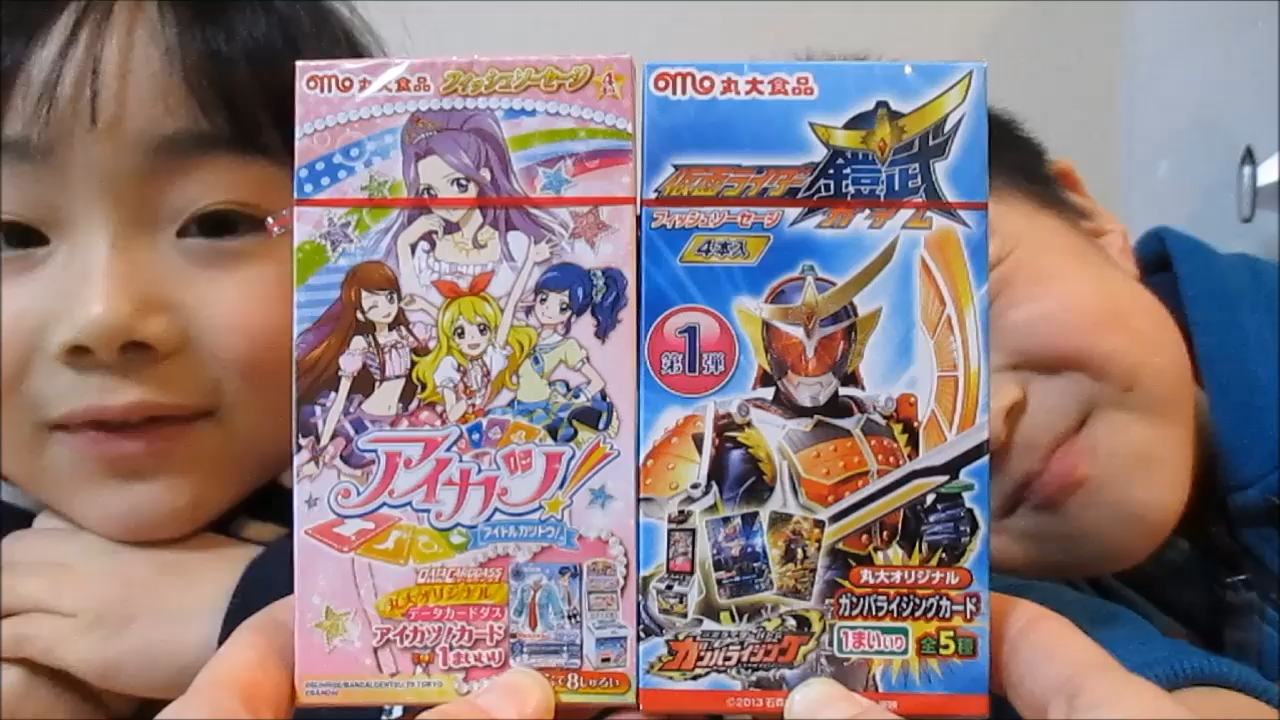 丸大食品 フィッシュソーセージ 4
アイカツ!
アイドルカツドウ!
DATA CARDDASS
丸大オリジナル
データカードダス
アイカツ!カード
1まい入り
8しゅるい
丸大食品
仮面ライダー鎧武
ガイム
フィッシュソーセージ
4本入
第1弾
丸大オリジナル
ガンバライジングカード
1まい入り 全5種
ガンバライジング
©2013 石森